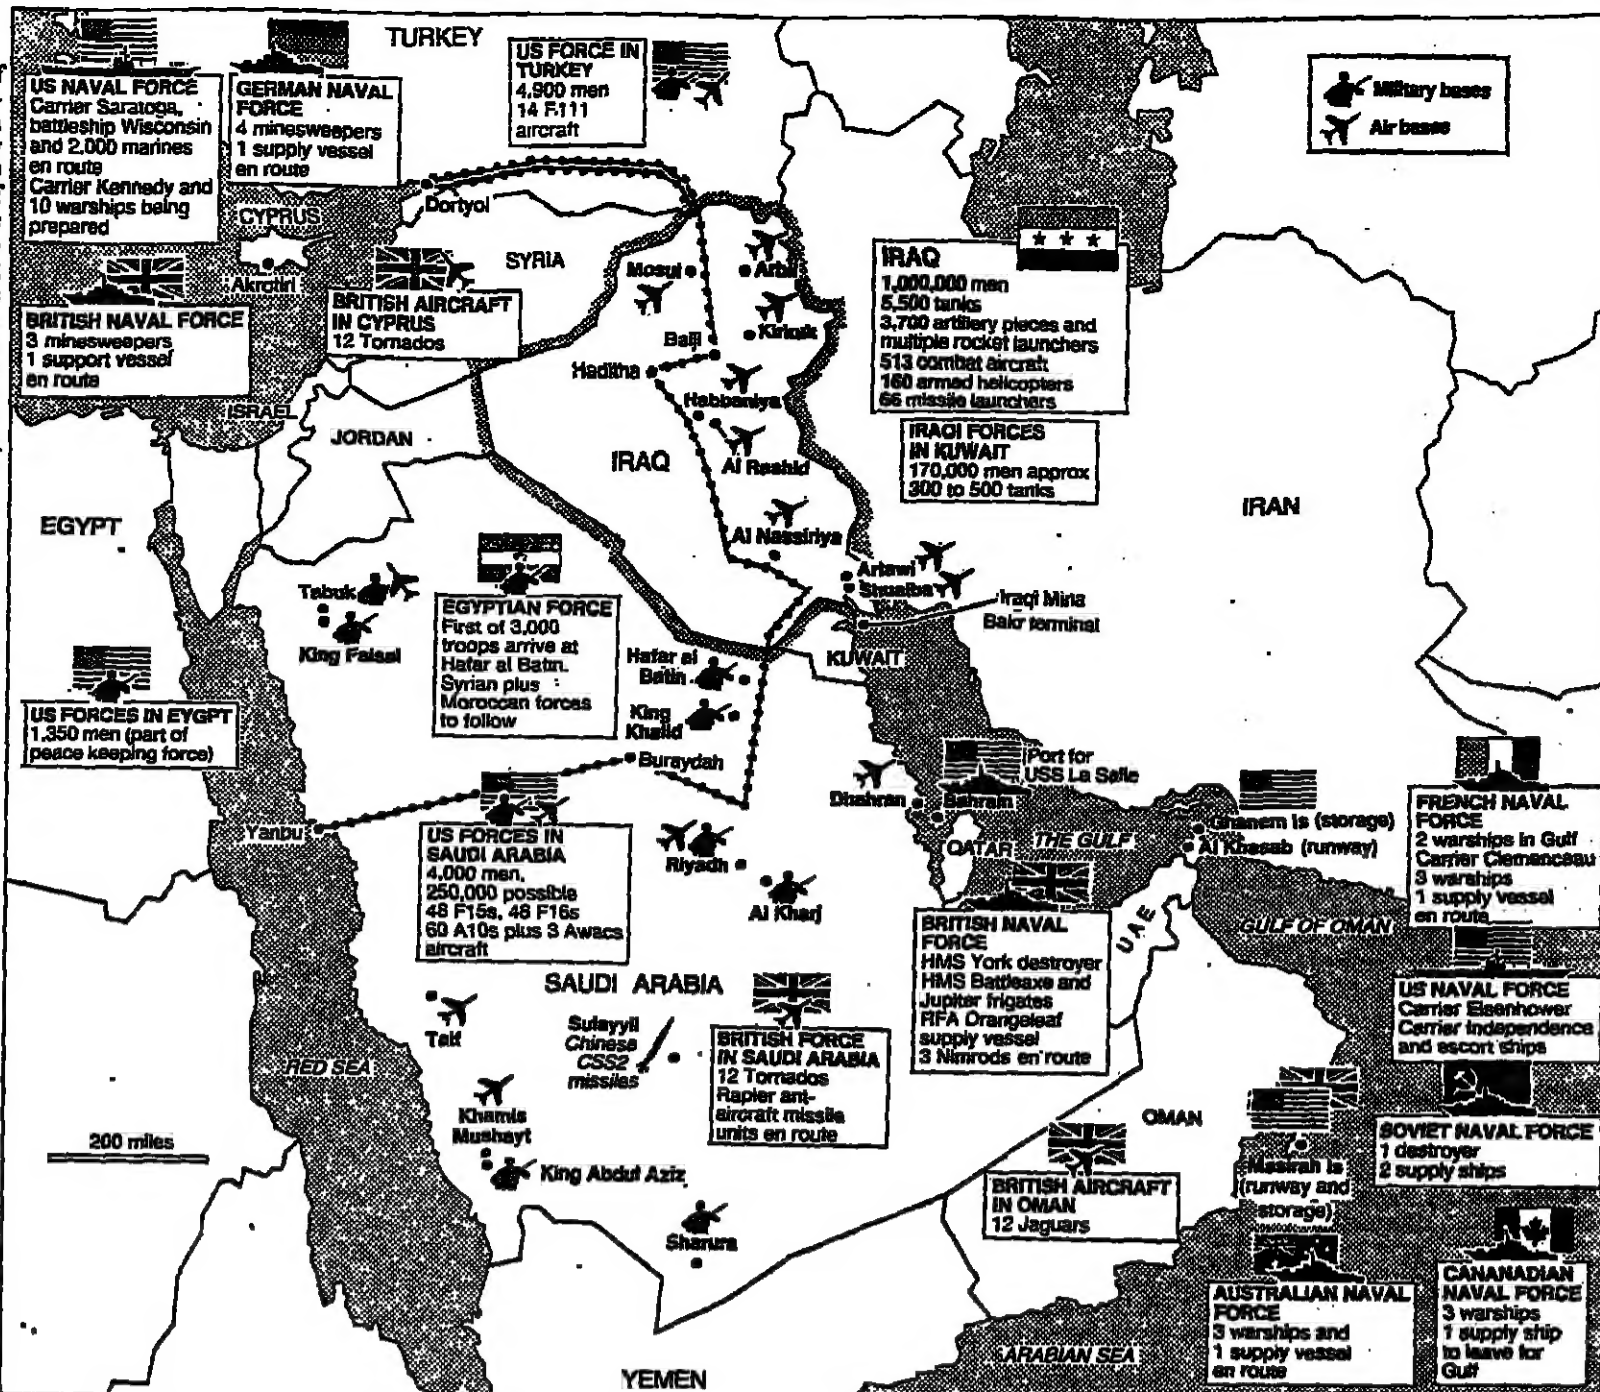 TURKEY
US NAVAL FORCE
Carrier Saratoga,
battleship Wisconsin
and 2,000 marines
en route
Carrier Kennedy and
10 warships being
prepared
GERMAN NAVAL
FORCE
4 minesweepers
1 supply vessel
en route
US FORCE IN
TURKEY
4,900 men
14 F-111
aircraft
Military bases
Air bases
Dortyol
CYPRUS
Akrotiri
SYRIA
BRITISH NAVAL FORCE
3 minesweepers
1 support vessel
en route
BRITISH AIRCRAFT
IN CYPRUS
12 Tornados
Mosul
Arbil
Kirkuk
Baiji
Haditha
Habbaniya
Al Rashid
IRAQ
1,000,000 men
5,500 tanks
3,700 artillery pieces and
multiple rocket launchers
513 combat aircraft
160 armed helicopters
66 missile launchers
IRAQI FORCES
IN KUWAIT
170,000 men approx
300 to 500 tanks
ISRAEL
JORDAN
IRAQ
IRAN
EGYPT
Al Nassiriya
Artawi
Shuaiba
Iraqi Mina
Bakr terminal
Tabuk
King Faisal
EGYPTIAN FORCE
First of 3,000
troops arrive at
Hafar al Batin.
Syrian plus
Moroccan forces
to follow
Hafar al
Batin
KUWAIT
King
Khalid
Buraydah
US FORCES IN EYGPT
1,350 men (part of
peace keeping force)
Port for
USS La Salle
Dhahran
Bahrain
QATAR
THE GULF
Ghanem Is (storage)
Al Khasab (runway)
FRENCH NAVAL
FORCE
2 warships in Gulf
Carrier Clemanceau
3 warships
1 supply vessel
en route
Yanbu
US FORCES IN
SAUDI ARABIA
4,000 men,
250,000 possible
48 F15s, 48 F16s
60 A10s plus 3 Awacs
aircraft
Riyadh
Al Kharj
UAE
GULF OF OMAN
BRITISH NAVAL
FORCE
HMS York destroyer
HMS Battleaxe and
Jupiter frigates
RFA Orangeleaf
supply vessel
3 Nimrods en route
US NAVAL FORCE
Carrier Eisenhower
Carrier Independence
and escort ships
SAUDI ARABIA
Taif
Sulayyil
Chinese
CSS2
missiles
BRITISH FORCE
IN SAUDI ARABIA
12 Tornados
Rapier anti-
aircraft missile
units en route
RED SEA
Khamis
Mushayt
King Abdul Aziz
200 miles
OMAN
SOVIET NAVAL FORCE
1 destroyer
2 supply ships
Masirah Is
(runway and
storage)
BRITISH AIRCRAFT
IN OMAN
12 Jaguars
Sharura
AUSTRALIAN NAVAL
FORCE
3 warships and
1 supply vessel
en route
CANANADIAN
NAVAL FORCE
3 warships
1 supply ship
to leave for
Gulf
ARABIAN SEA
YEMEN